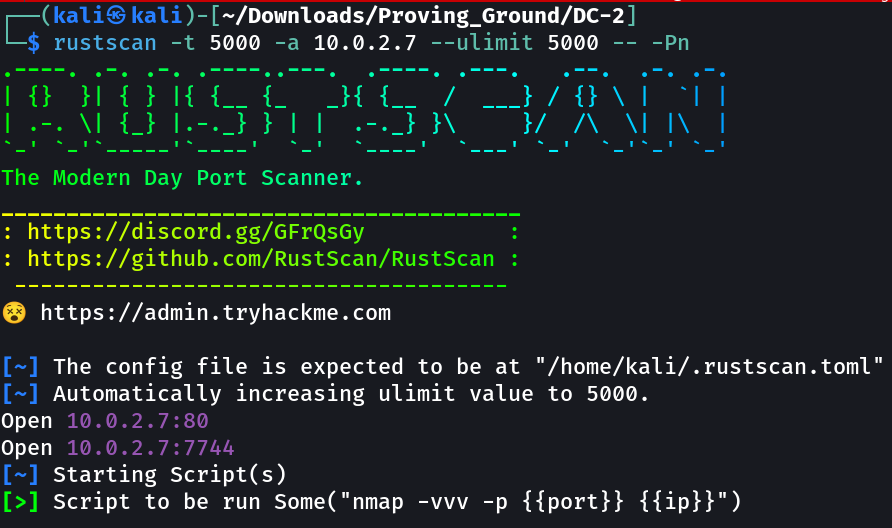 ┌──(kali㉿kali)-[~/Downloads/Proving_Ground/DC-2]
└─$ rustscan -t 5000 -a 10.0.2.7 --ulimit 5000 -- -Pn
.----. .-. .-. .----..---.  .----. .---.   .--.  .-. .-.
| {}  }| { } |{ {__ {_   _}{ {__  /  ___} / {} \ |  `| |
| .-. \| {_} |.-._} } | |  .-._} }\     }/  /\  \| |\  |
`-' `-'`-----'`----'  `-'  `----'  `---' `-'  `-'`-' `-'
The Modern Day Port Scanner.
________________________________________
: https://discord.gg/GFrQsGy           :
: https://github.com/RustScan/RustScan :
 --------------------------------------
😵 https://admin.tryhackme.com
[~] The config file is expected to be at "/home/kali/.rustscan.toml"
[~] Automatically increasing ulimit value to 5000.
Open 10.0.2.7:80
Open 10.0.2.7:7744
[~] Starting Script(s)
[>] Script to be run Some("nmap -vvv -p {{port}} {{ip}}")